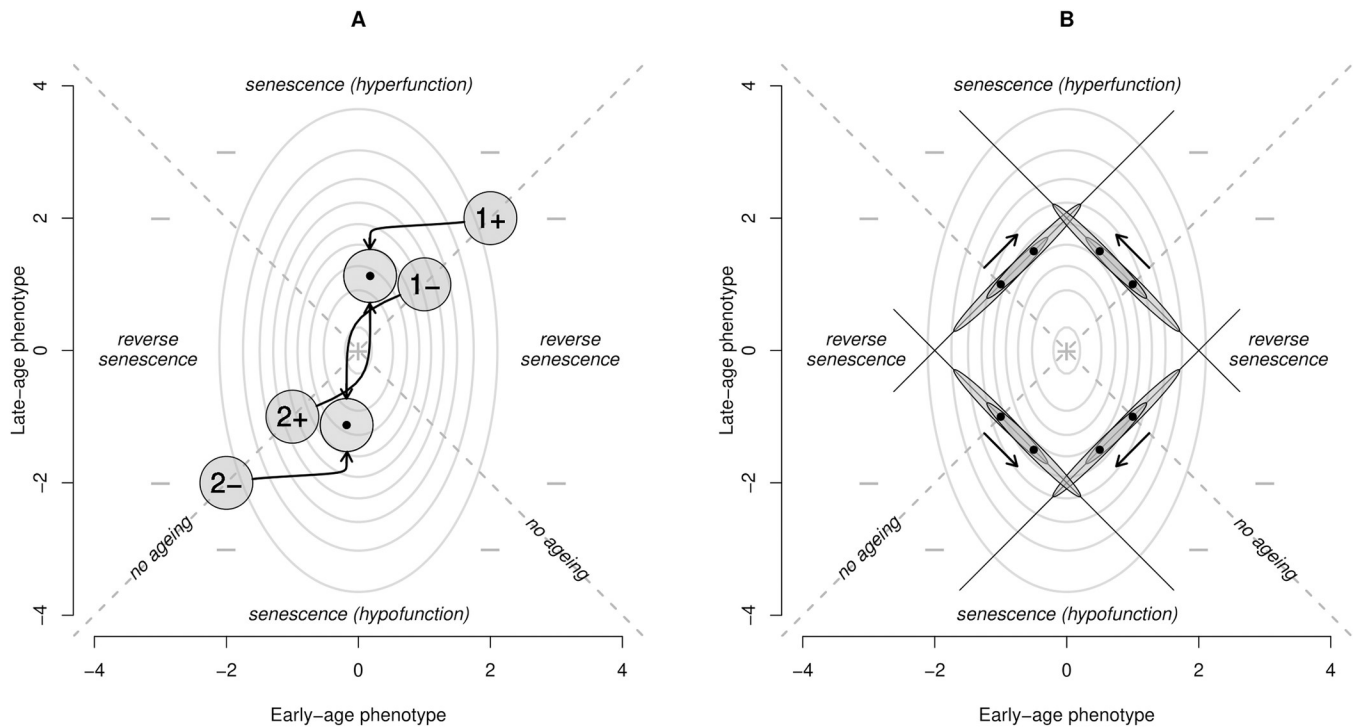 A
senescence (hyperfunction)
4
2
0
−2
−4
Late−age phenotype
reverse
senescence
reverse
senescence
1+
1−
2+
2−
no ageing
no ageing
senescence (hypofunction)
−4
−2
0
2
4
Early−age phenotype
B
senescence (hyperfunction)
4
2
0
−2
−4
Late−age phenotype
reverse
senescence
reverse
senescence
no ageing
no ageing
senescence (hypofunction)
−4
−2
0
2
4
Early−age phenotype